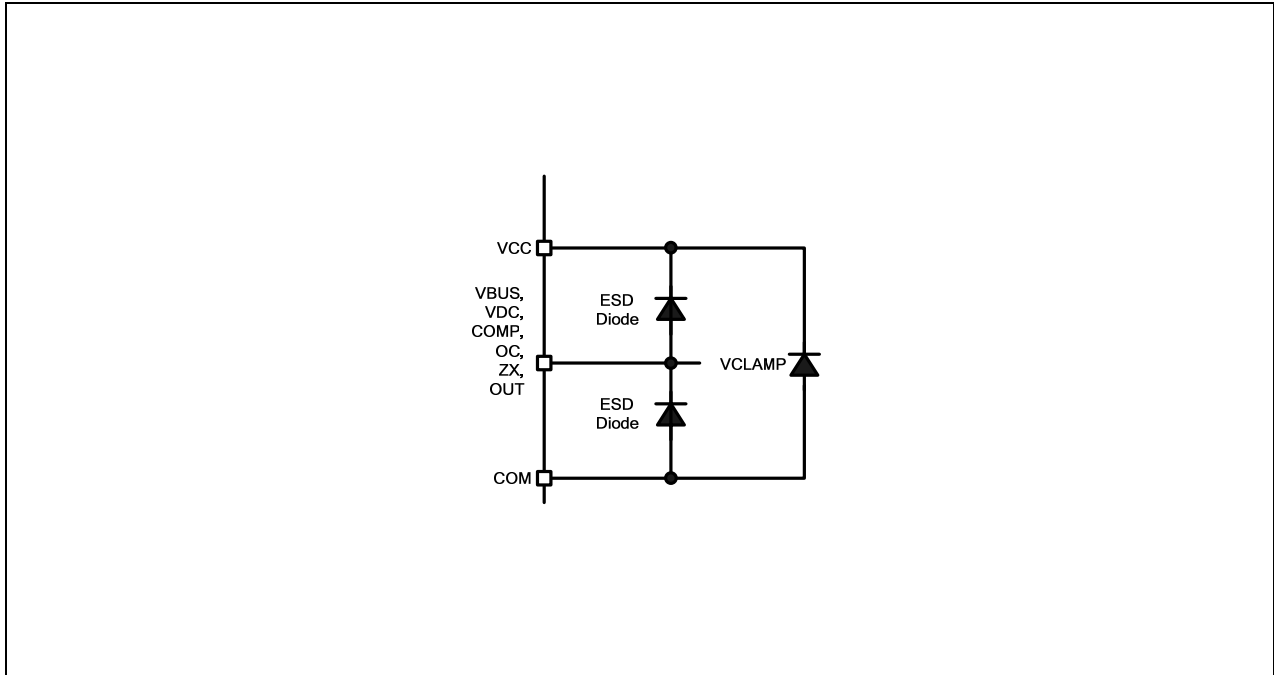 VCC
VBUS,
VDC,
COMP,
OC,
ZX,
OUT
ESD
Diode
VCLAMP
ESD
Diode
COM